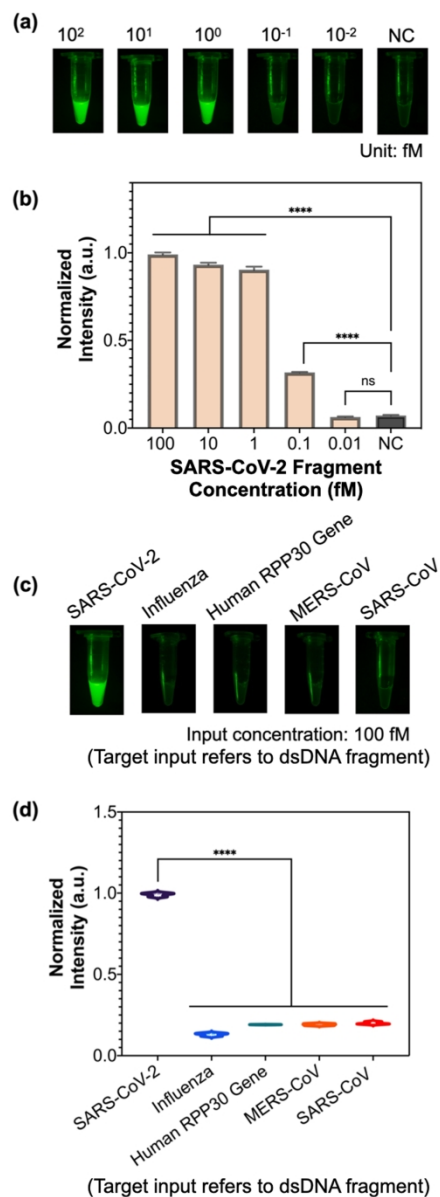 (a)
10² 10¹ 10⁰ 10⁻¹ 10⁻² NC
Unit: fM
(b)
Normalized
Intensity (a.u.)
1.0
0.5
0.0
****
****
ns
100 10 1 0.1 0.01 NC
SARS-CoV-2 Fragment
Concentration (fM)
(c)
SARS-CoV-2
Influenza
Human RPP30 Gene
MERS-CoV
SARS-CoV
Input concentration: 100 fM
(Target input refers to dsDNA fragment)
(d)
Normalized
Intensity (a.u.)
1.5
1.0
0.5
0.0
****
SARS-CoV-2
Influenza
Human RPP30 Gene
MERS-CoV
SARS-CoV
(Target input refers to dsDNA fragment)